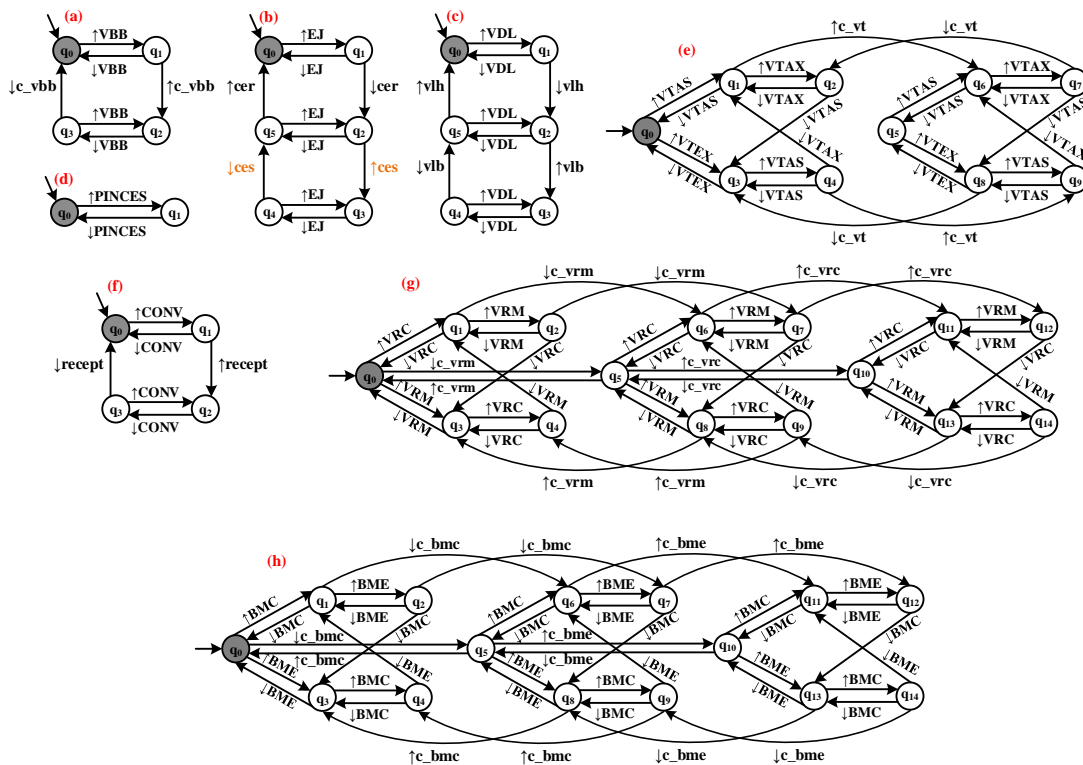 (a)
q0
↑VBB
q1
↓VBB
↓c_vbb
↑c_vbb
q3
↑VBB
q2
↓VBB
(b)
q0
↑EJ
q1
↓EJ
↑cer
↓cer
q5
↑EJ
q2
↓EJ
↓ces
↑ces
q4
↑EJ
q3
↓EJ
(c)
q0
↑VDL
q1
↓VDL
↑vlh
↓vlh
q5
↑VDL
q2
↓VDL
↓vlb
↑vlb
q4
↑VDL
q3
↓VDL
(d)
q0
↑PINCES
q1
↓PINCES
(e)
↑c_vt
↓c_vt
q0
↑VTAS
↓VTAS
q1
↑VTAX
↓VTAX
q2
↓VTAS
↓VTAX
↑VTEX
↓VTEX
q3
↑VTAS
↓VTAS
q4
q5
↑VTAS
↓VTAS
q6
↑VTAX
↓VTAX
q7
↓VTAS
↓VTAX
↑VTEX
↓VTEX
q8
↑VTAS
↓VTAS
q9
↓c_vt
↑c_vt
(f)
q0
↑CONV
q1
↓CONV
↓recept
↑recept
q3
↑CONV
q2
↓CONV
(g)
↓c_vrm
↓c_vrm
↑c_vrc
↑c_vrc
q0
↑VRC
↓VRC
q1
↑VRM
↓VRM
q2
↓VRC
↓c_vrm
↑c_vrm
↓VRM
↑VRM
↓VRM
q3
↑VRC
↓VRC
q4
q5
↑VRC
↓VRC
q6
↑VRM
↓VRM
q7
↓VRC
↑c_vrc
↓c_vrc
↓VRM
↑VRM
↓VRM
q8
↑VRC
↓VRC
q9
q10
↑VRC
↓VRC
q11
↑VRM
↓VRM
q12
↓VRC
↓VRM
↑VRM
↓VRM
q13
↑VRC
↓VRC
q14
↑c_vrm
↑c_vrm
↓c_vrc
↓c_vrc
(h)
↓c_bmc
↓c_bmc
↑c_bme
↑c_bme
q0
↑BMC
↓BMC
q1
↑BME
↓BME
q2
↓BMC
↓c_bmc
↑c_bmc
↓BME
↑BME
↓BME
q3
↑BMC
↓BMC
q4
q5
↑BMC
↓BMC
q6
↑BME
↓BME
q7
↓BMC
↑c_bme
↓c_bme
↓BME
↑BME
↓BME
q8
↑BMC
↓BMC
q9
q10
↑BMC
↓BMC
q11
↑BME
↓BME
q12
↓BMC
↓BME
↑BME
↓BME
q13
↑BMC
↓BMC
q14
↑c_bmc
↑c_bmc
↓c_bme
↓c_bme